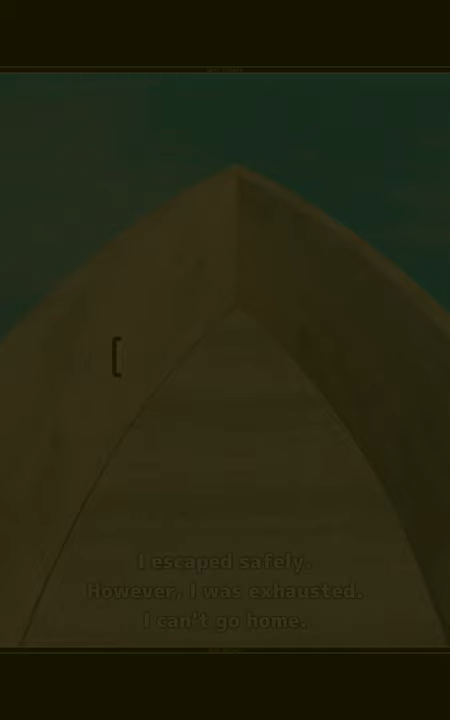 [
I escaped safely.
However, I was exhausted.
I can't go home.